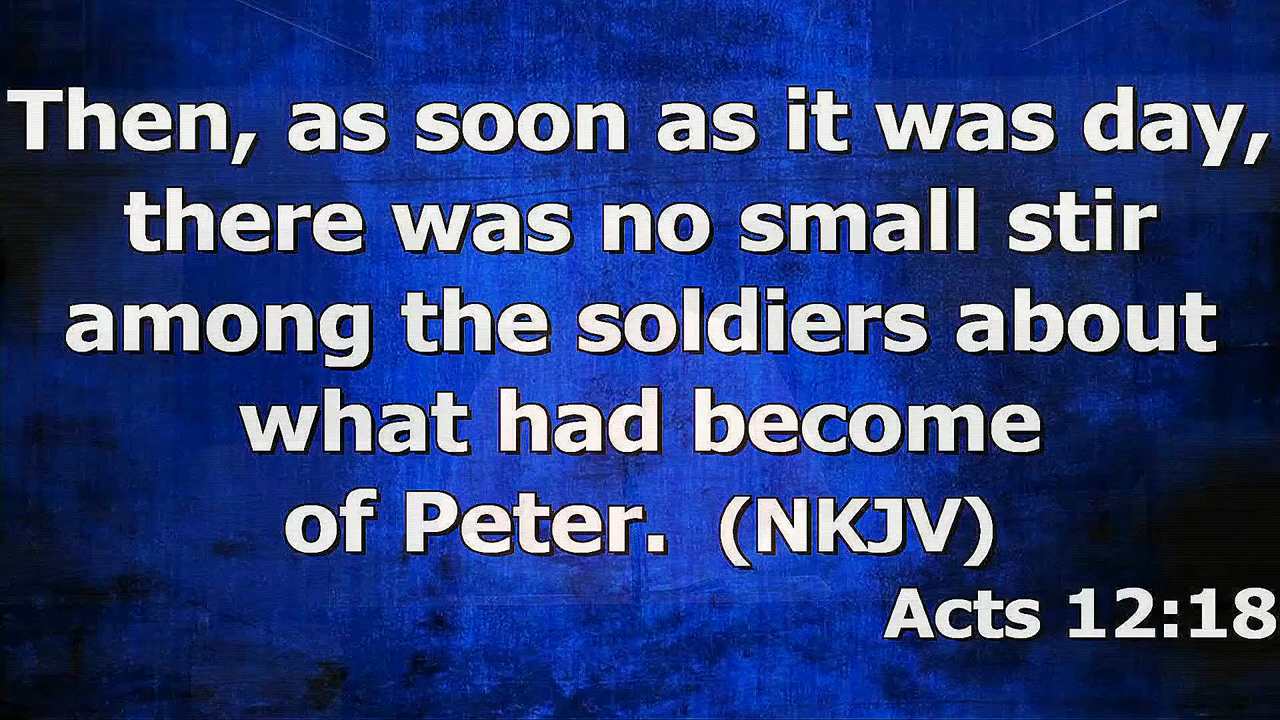 Then, as soon as it was day,
there was no small stir
among the soldiers about
what had become
of Peter.  (NKJV)
Acts 12:18